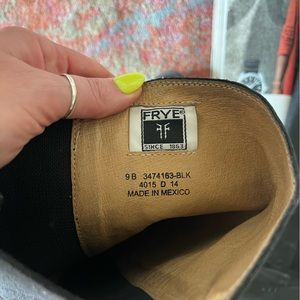 FRYE
SINCE 1863
9 B 3474163-BLK
4015 D 14
MADE IN MEXICO